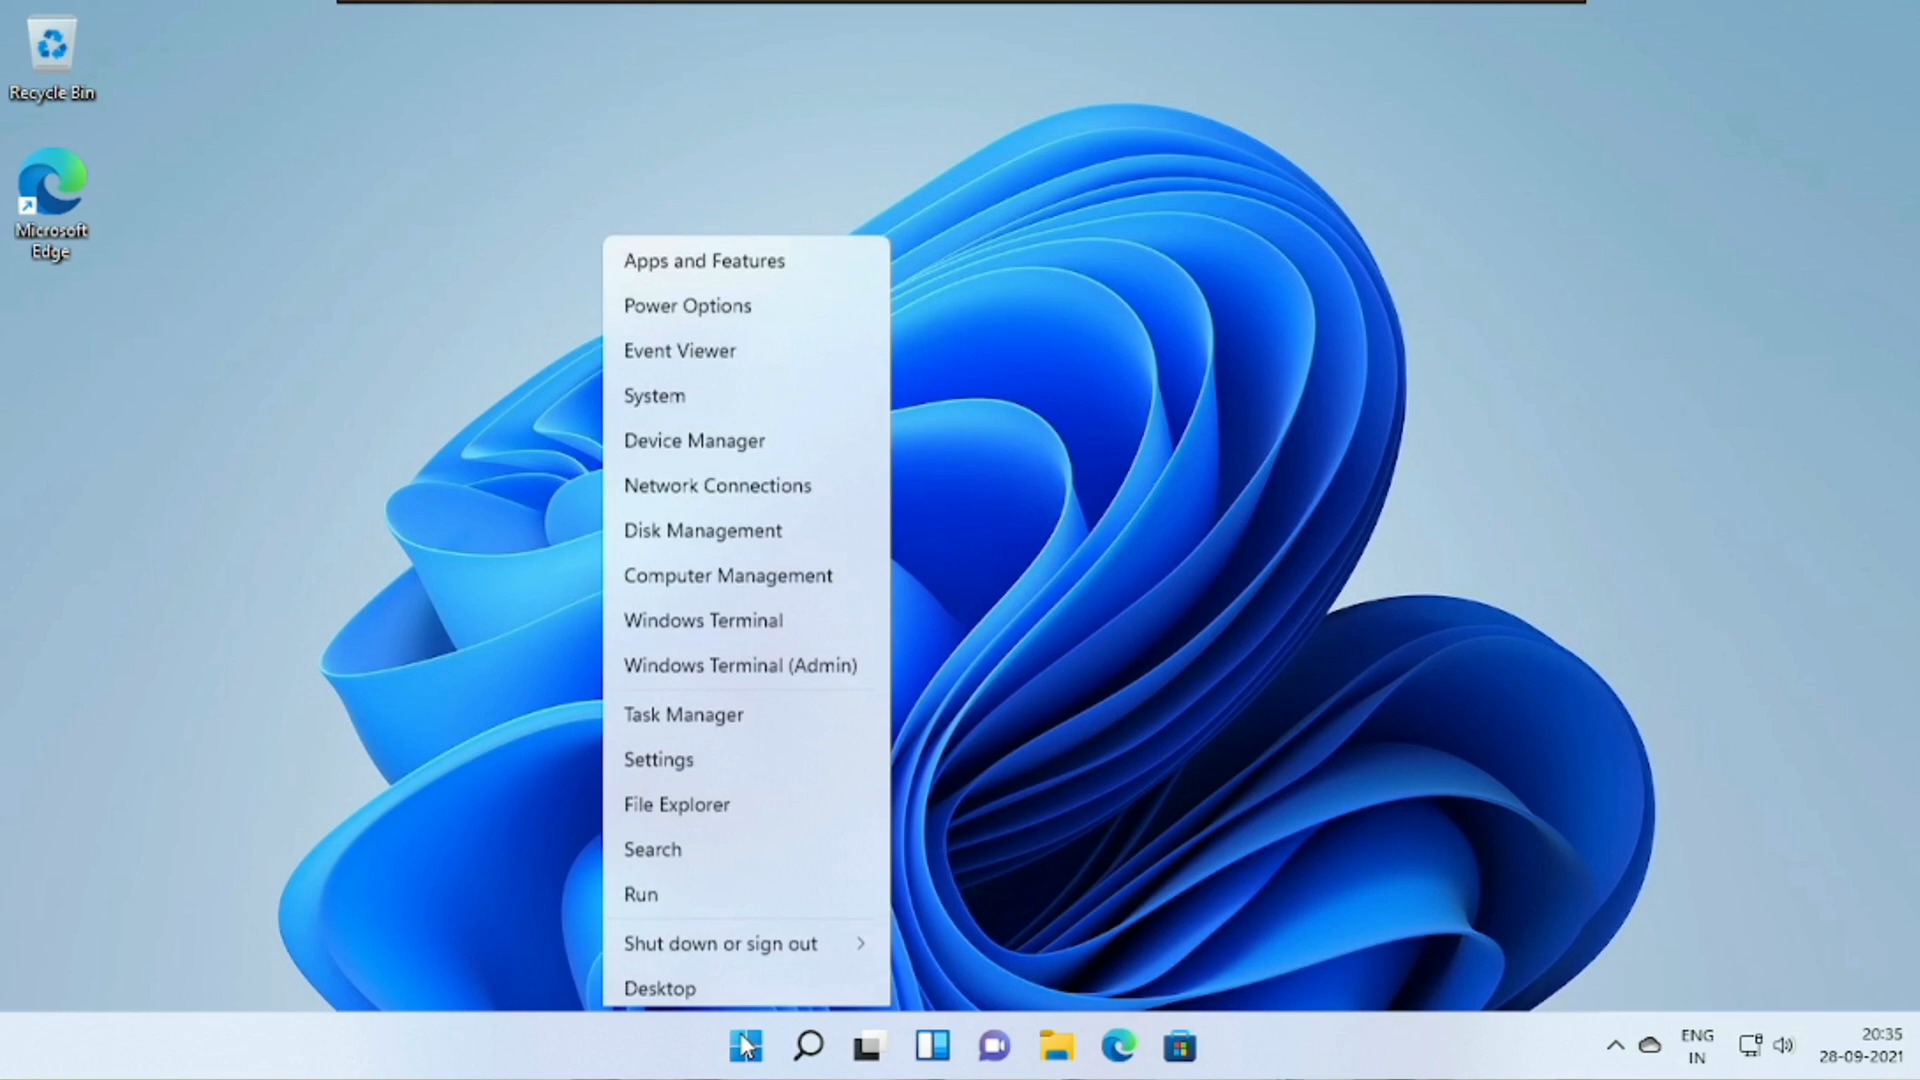 Recycle Bin
Microsoft
Edge
Apps and Features
Power Options
Event Viewer
System
Device Manager
Network Connections
Disk Management
Computer Management
Windows Terminal
Windows Terminal (Admin)
Task Manager
Settings
File Explorer
Search
Run
Shut down or sign out
Desktop
ENG
IN
20:35
28-09-2021